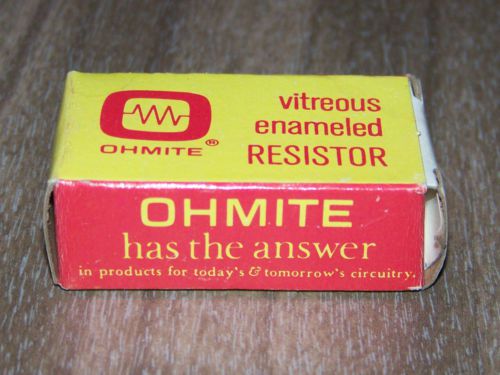 OHMITE®
vitreous
enameled
RESISTOR
OHMITE
has the answer
in products for today's & tomorrow's circuitry.